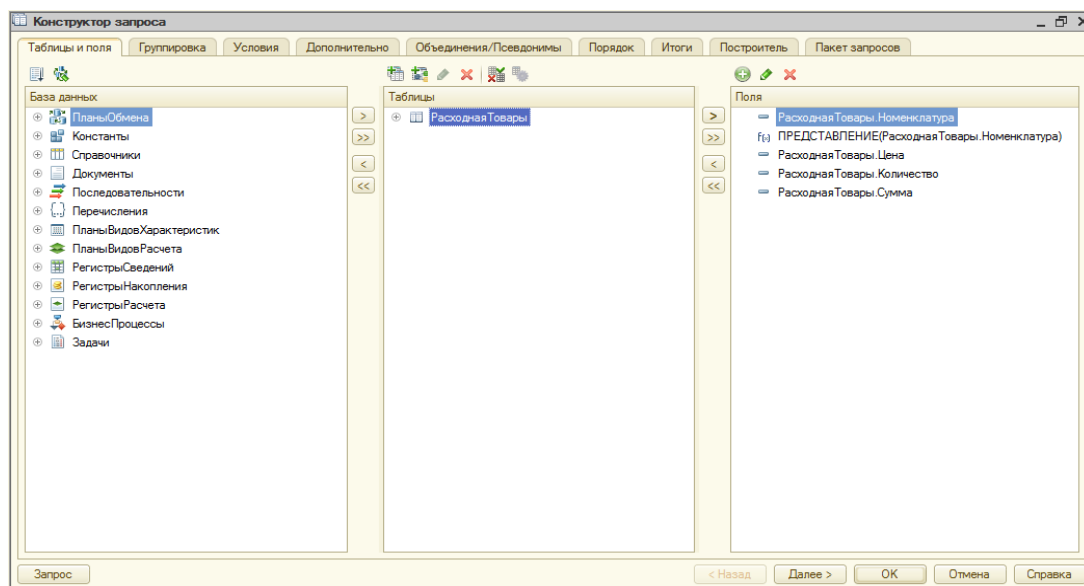 Конструктор запроса
Таблицы и поля Группировка Условия Дополнительно Объединения/Псевдонимы Порядок Итоги Построитель Пакет запросов
База данных
ПланыОбмена
Константы
Справочники
Документы
Последовательности
Перечисления
ПланыВидовХарактеристик
ПланыВидовРасчета
РегистрыСведений
РегистрыНакопления
РегистрыРасчета
БизнесПроцессы
Задачи
>
>>
<
<<
Таблицы
РасходнаяТовары
>
>>
<
<<
Поля
РасходнаяТовары.Номенклатура
ПРЕДСТАВЛЕНИЕ(РасходнаяТовары.Номенклатура)
РасходнаяТовары.Цена
РасходнаяТовары.Количество
РасходнаяТовары.Сумма
Запрос < Назад Далее > ОК Отмена Справка